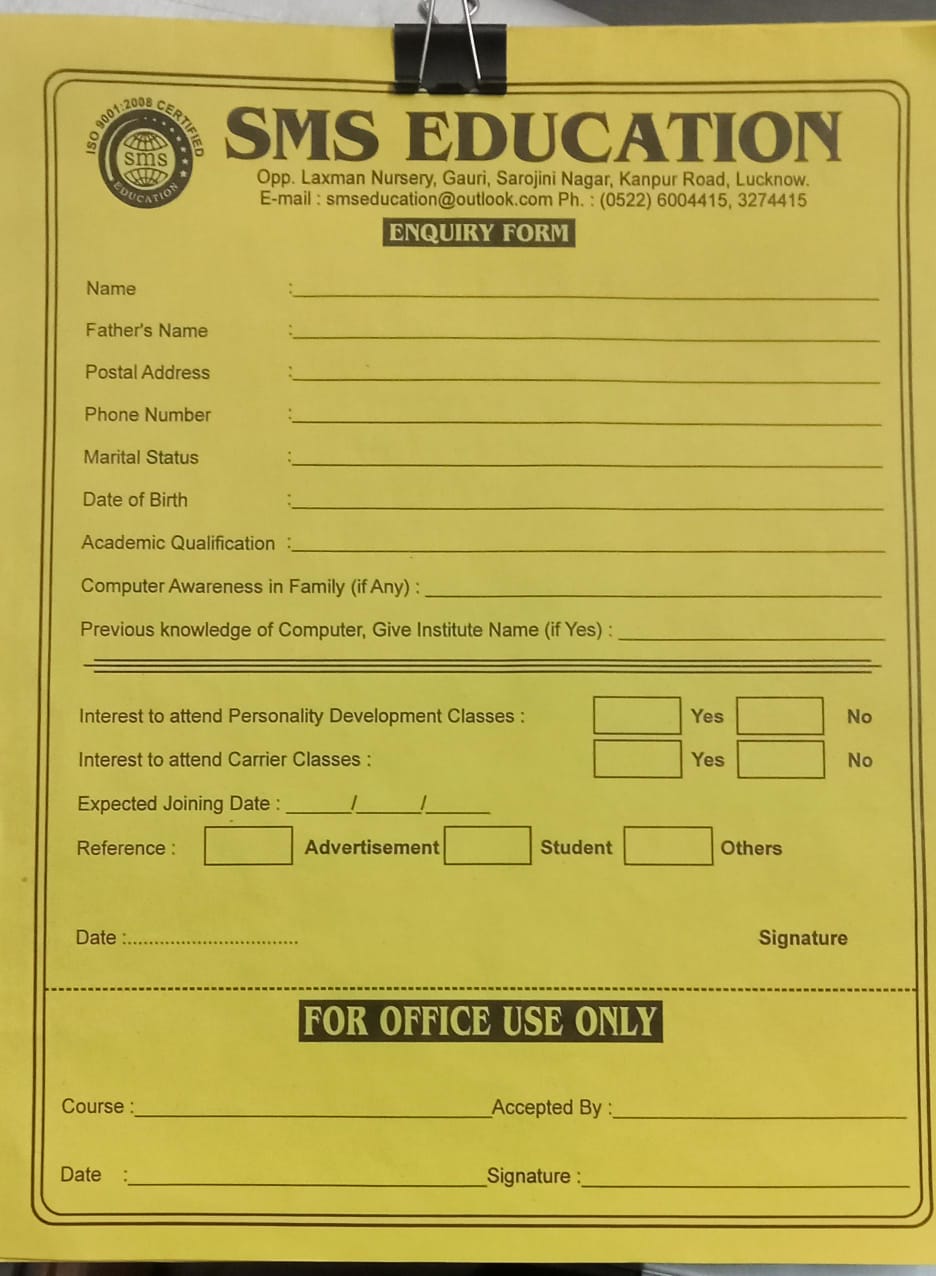 ISO 9001:2008 CERTIFIED
sms
EDUCATION
SMS EDUCATION
Opp. Laxman Nursery, Gauri, Sarojini Nagar, Kanpur Road, Lucknow.
E-mail : smseducation@outlook.com Ph. : (0522) 6004415, 3274415
ENQUIRY FORM
Name :
Father's Name :
Postal Address :
Phone Number :
Marital Status :
Date of Birth :
Academic Qualification :
Computer Awareness in Family (if Any) :
Previous knowledge of Computer, Give Institute Name (if Yes) :
Interest to attend Personality Development Classes : Yes No
Interest to attend Carrier Classes : Yes No
Expected Joining Date : ____/____/____
Reference : Advertisement Student Others
Date :................................ Signature
FOR OFFICE USE ONLY
Course : Accepted By :
Date : Signature :